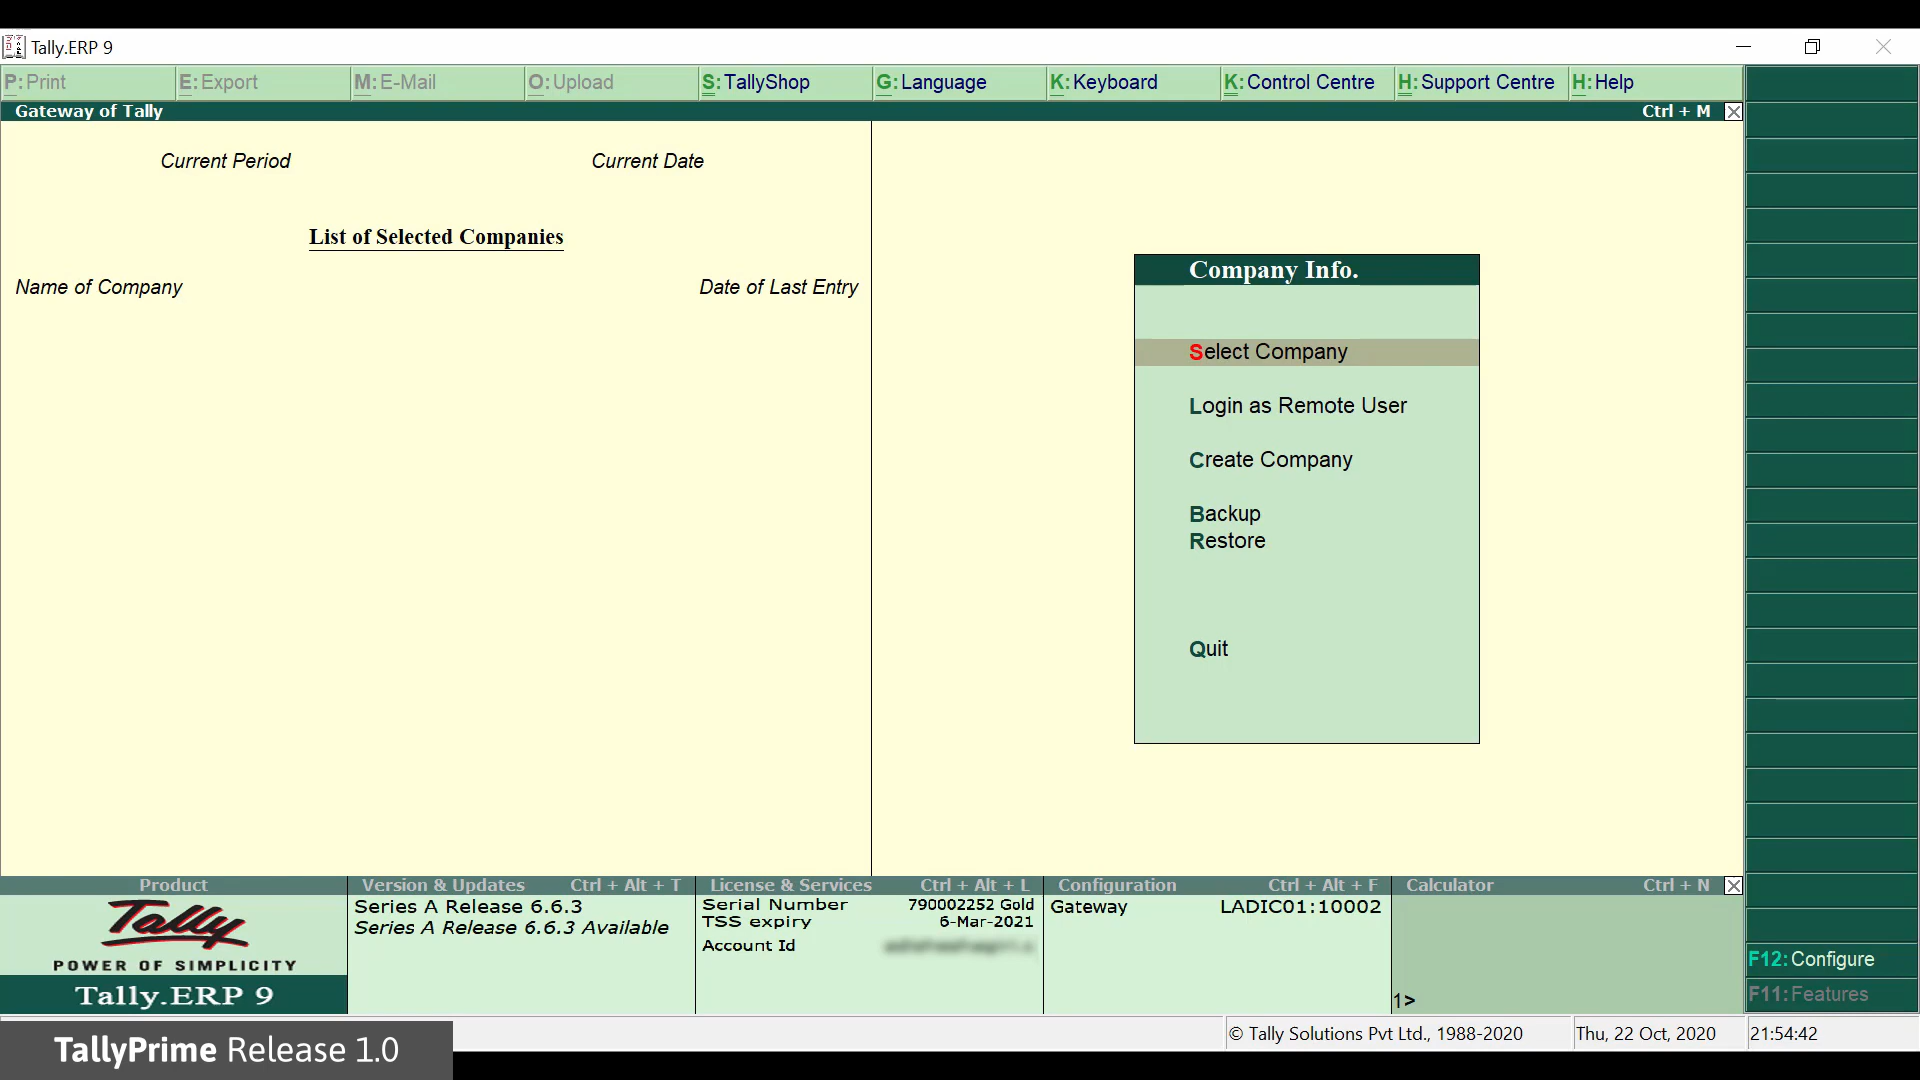 Tally.ERP 9
P: Print E: Export M: E-Mail O: Upload S: TallyShop G: Language K: Keyboard K: Control Centre H: Support Centre H: Help
Gateway of Tally Ctrl + M
Current Period Current Date
List of Selected Companies
Name of Company Date of Last Entry
Company Info.
Select Company
Login as Remote User
Create Company
Backup
Restore
Quit
Product
Tally
POWER OF SIMPLICITY
Tally.ERP 9
Version & Updates Ctrl + Alt + T
Series A Release 6.6.3
Series A Release 6.6.3 Available
License & Services Ctrl + Alt + L
Serial Number 790002252 Gold
TSS expiry 6-Mar-2021
Account Id
Configuration Ctrl + Alt + F
Gateway LADIC01:10002
Calculator Ctrl + N
1>
F12: Configure
F11: Features
© Tally Solutions Pvt Ltd., 1988-2020 Thu, 22 Oct, 2020 21:54:42
TallyPrime Release 1.0